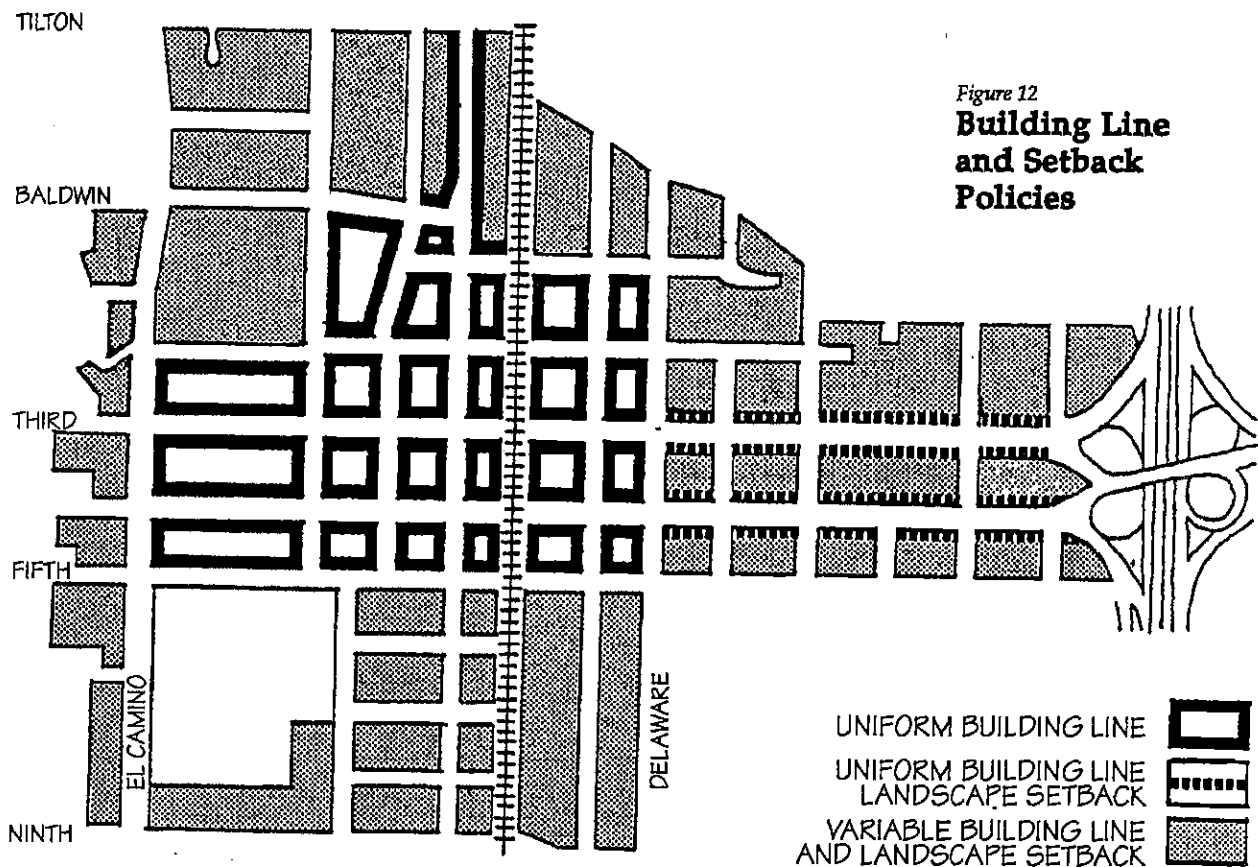 TILTON
Figure 12
Building Line
and Setback
Policies
BALDWIN
THIRD
FIFTH
EL CAMINO
DELAWARE
NINTH
UNIFORM BUILDING LINE
UNIFORM BUILDING LINE
LANDSCAPE SETBACK
VARIABLE BUILDING LINE
AND LANDSCAPE SETBACK